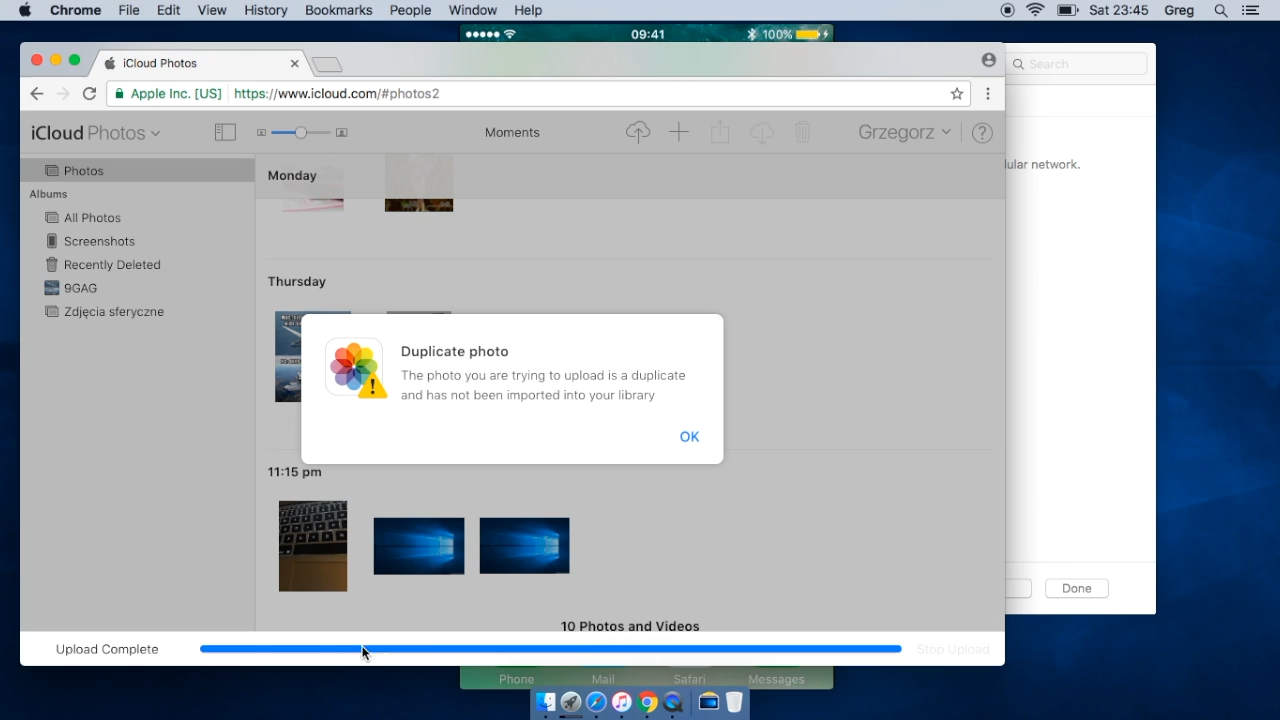 Chrome File Edit View History Bookmarks People Window Help Sat 23:45 Greg
09:41 100%
iCloud Photos
Search
Apple Inc. [US] https://www.icloud.com/#photos2
iCloud Photos Moments Grzegorz ?
Photos
Albums
All Photos
Screenshots
Recently Deleted
9GAG
Zdjęcia sferyczne
Monday
Thursday
11:15 pm
10 Photos and Videos
Duplicate photo
The photo you are trying to upload is a duplicate
and has not been imported into your library
OK
network.
Done
Upload Complete Stop Upload
Phone Mail Safari Messages